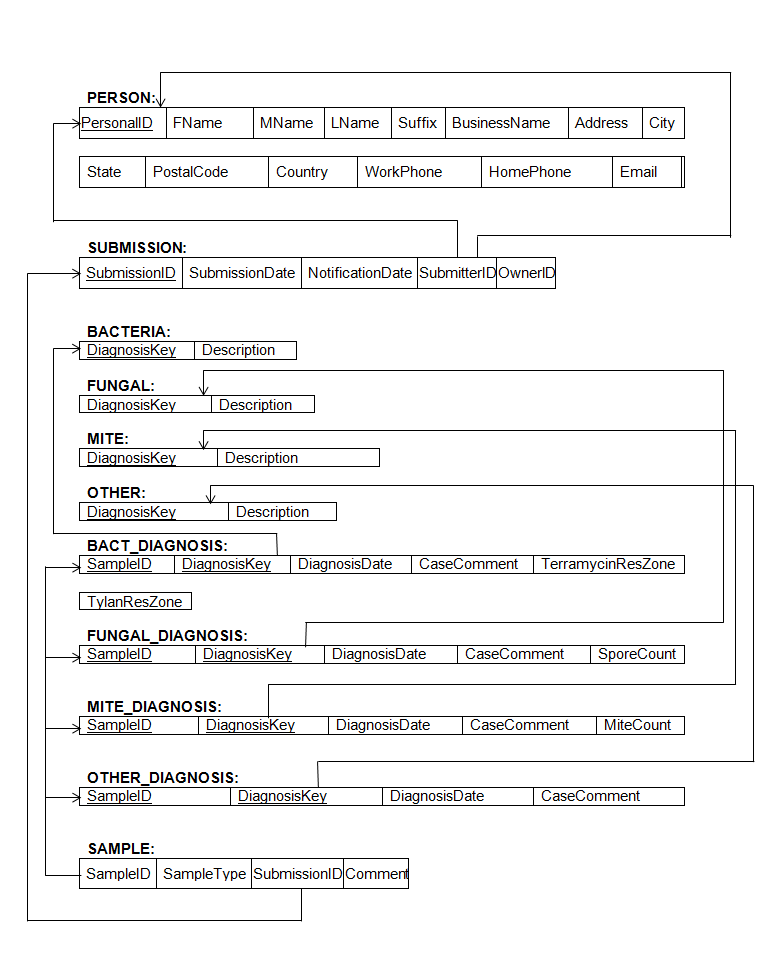 PERSON:
PersonalID FName MName LName Suffix BusinessName Address City
State PostalCode Country WorkPhone HomePhone Email
SUBMISSION:
SubmissionID SubmissionDate NotificationDate SubmitterID OwnerID
BACTERIA:
DiagnosisKey Description
FUNGAL:
DiagnosisKey Description
MITE:
DiagnosisKey Description
OTHER:
DiagnosisKey Description
BACT_DIAGNOSIS:
SampleID DiagnosisKey DiagnosisDate CaseComment TerramycinResZone
TylanResZone
FUNGAL_DIAGNOSIS:
SampleID DiagnosisKey DiagnosisDate CaseComment SporeCount
MITE_DIAGNOSIS:
SampleID DiagnosisKey DiagnosisDate CaseComment MiteCount
OTHER_DIAGNOSIS:
SampleID DiagnosisKey DiagnosisDate CaseComment
SAMPLE:
SampleID SampleType SubmissionID Comment